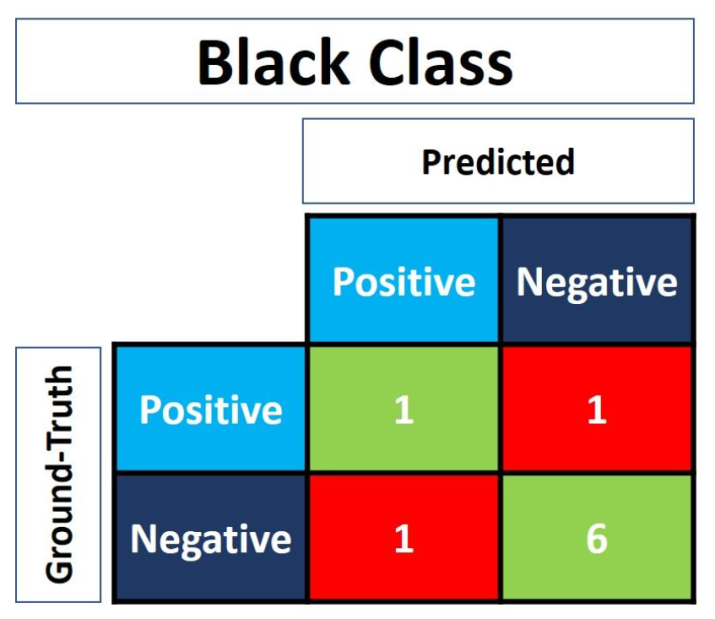 Black Class
Predicted
Positive Negative
Ground-Truth
Positive 1 1
Negative 1 6